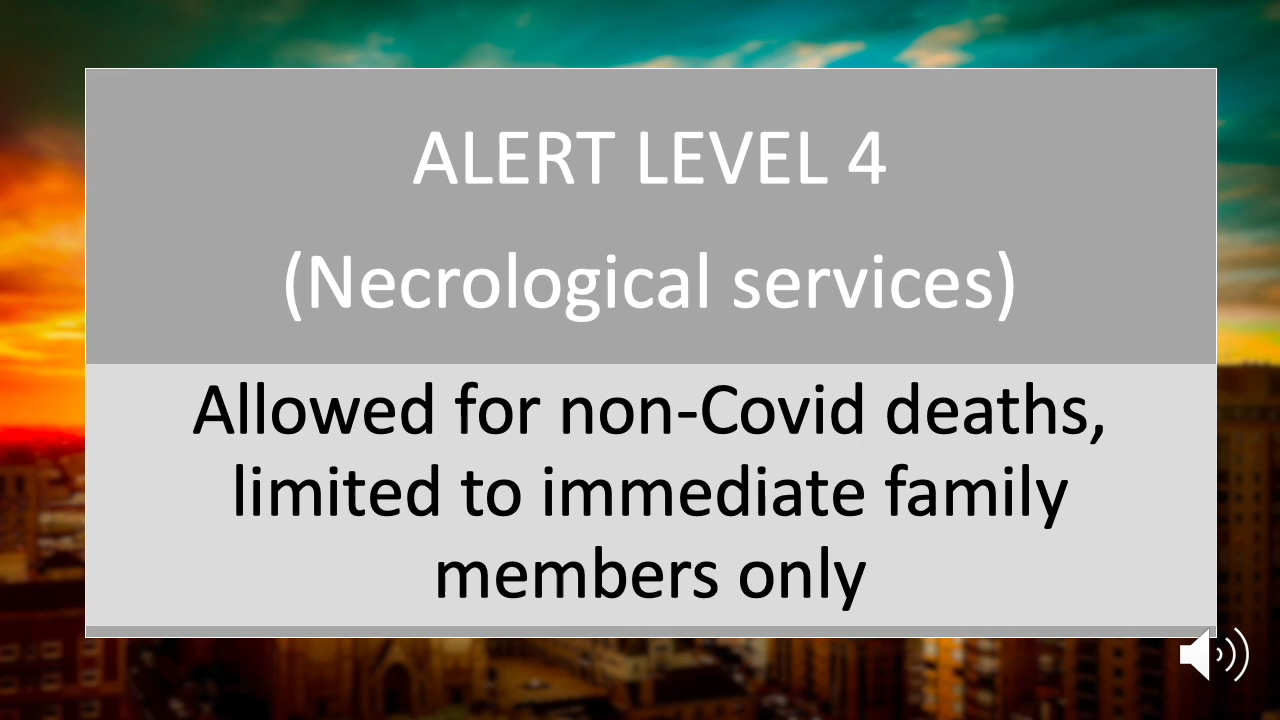 ALERT LEVEL 4
(Necrological services)
Allowed for non-Covid deaths,
limited to immediate family
members only